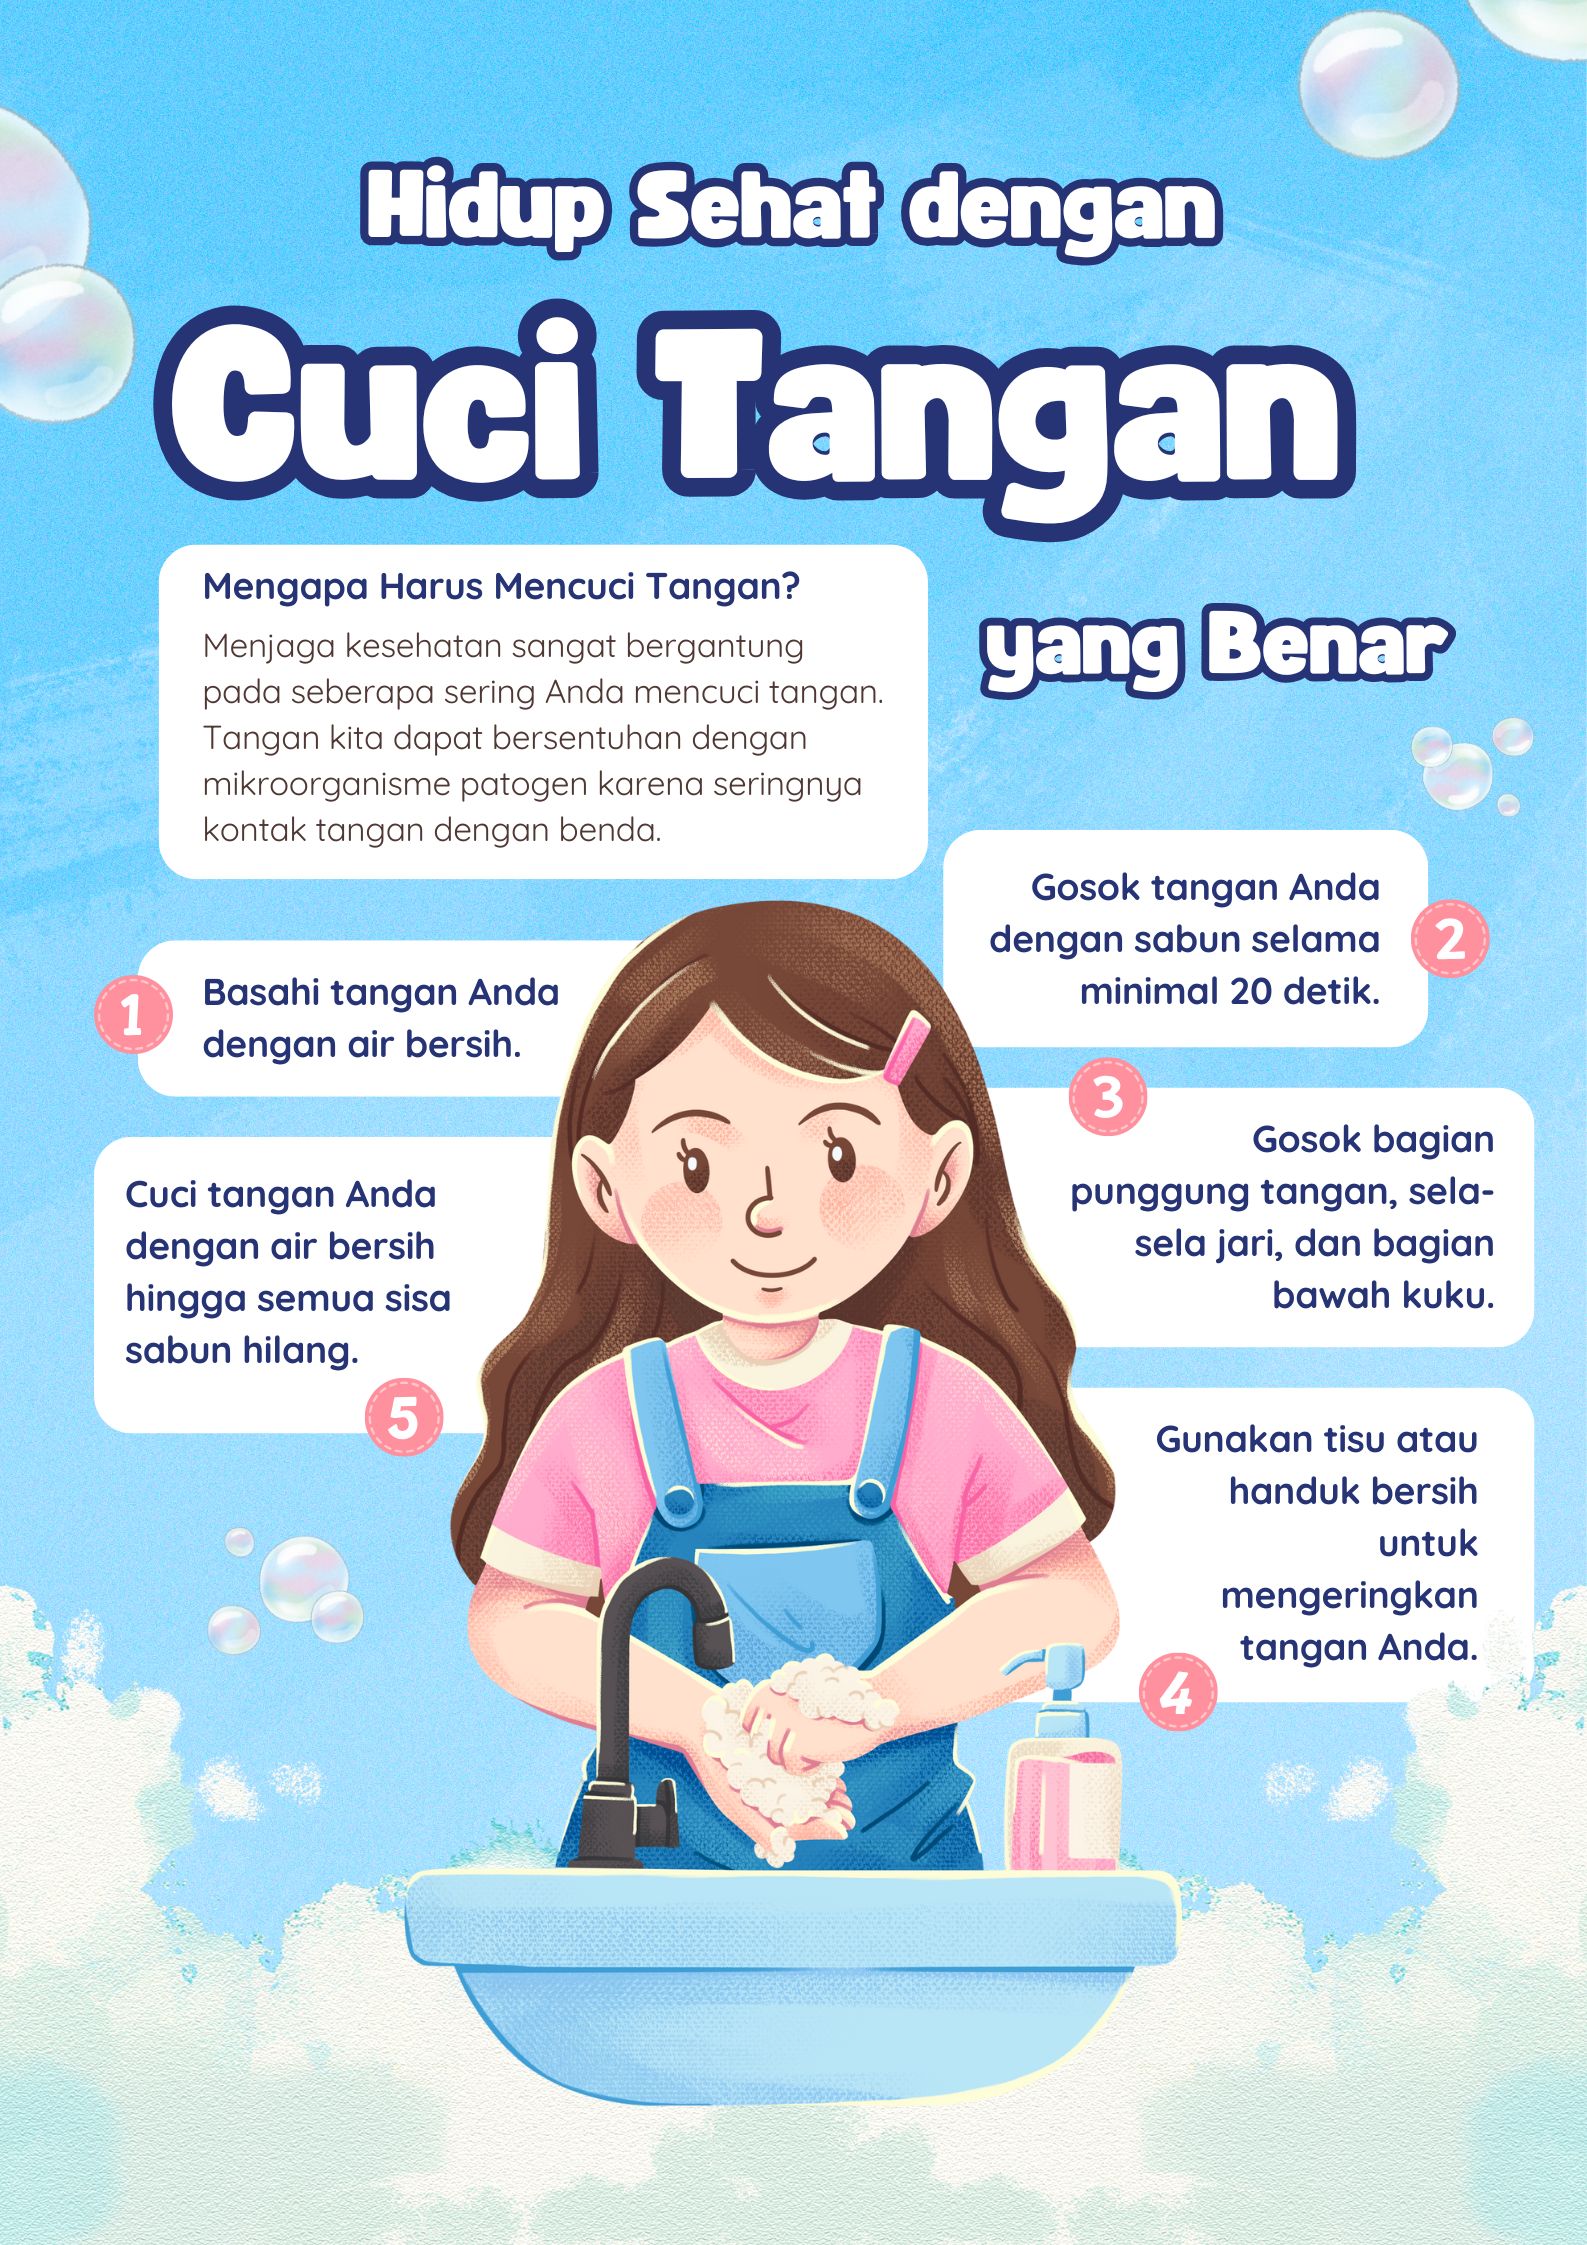 Hidup Sehat dengan
Cuci Tangan
yang Benar
Mengapa Harus Mencuci Tangan?
Menjaga kesehatan sangat bergantung
pada seberapa sering Anda mencuci tangan.
Tangan kita dapat bersentuhan dengan
mikroorganisme patogen karena seringnya
kontak tangan dengan benda.
1
Basahi tangan Anda
dengan air bersih.
2
Gosok tangan Anda
dengan sabun selama
minimal 20 detik.
3
Gosok bagian
punggung tangan, sela-
sela jari, dan bagian
bawah kuku.
4
Gunakan tisu atau
handuk bersih
untuk
mengeringkan
tangan Anda.
5
Cuci tangan Anda
dengan air bersih
hingga semua sisa
sabun hilang.